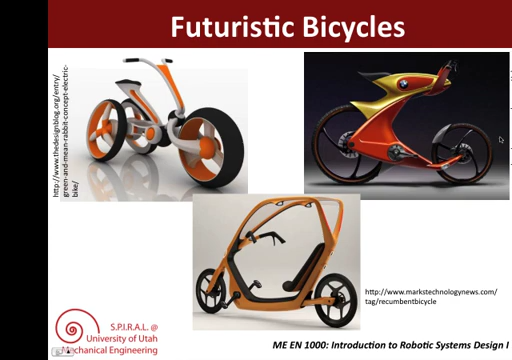 Futuristic Bicycles
http://www.thedesignblog.org/entry/
green-and-mean-rabbit-concept-electric-
bike/
http://www.markstechnologynews.com/
tag/recumbentbicycle
S.P.I.R.A.L. @
University of Utah
Mechanical Engineering
ME EN 1000: Introduction to Robotic Systems Design I